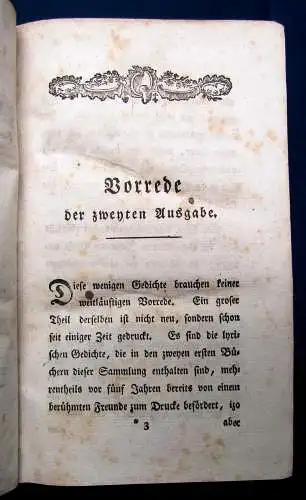 Vorrede
der zweyten Ausgabe.
Diese wenigen Gedichte brauchen keiner
weitläuftigen Vorrede. Ein groser
Theil derselben ist nicht neu, sondern schon
seit einiger Zeit gedruckt. Es sind die lyri-
schen Gedichte, die in den zweyen ersten Bü-
chern dieser Sammlung enthalten sind, meh-
rentheils vor fünf Jahren bereits von einem
berühmten Freunde zum Drucke befördert, izo
* 3 aber